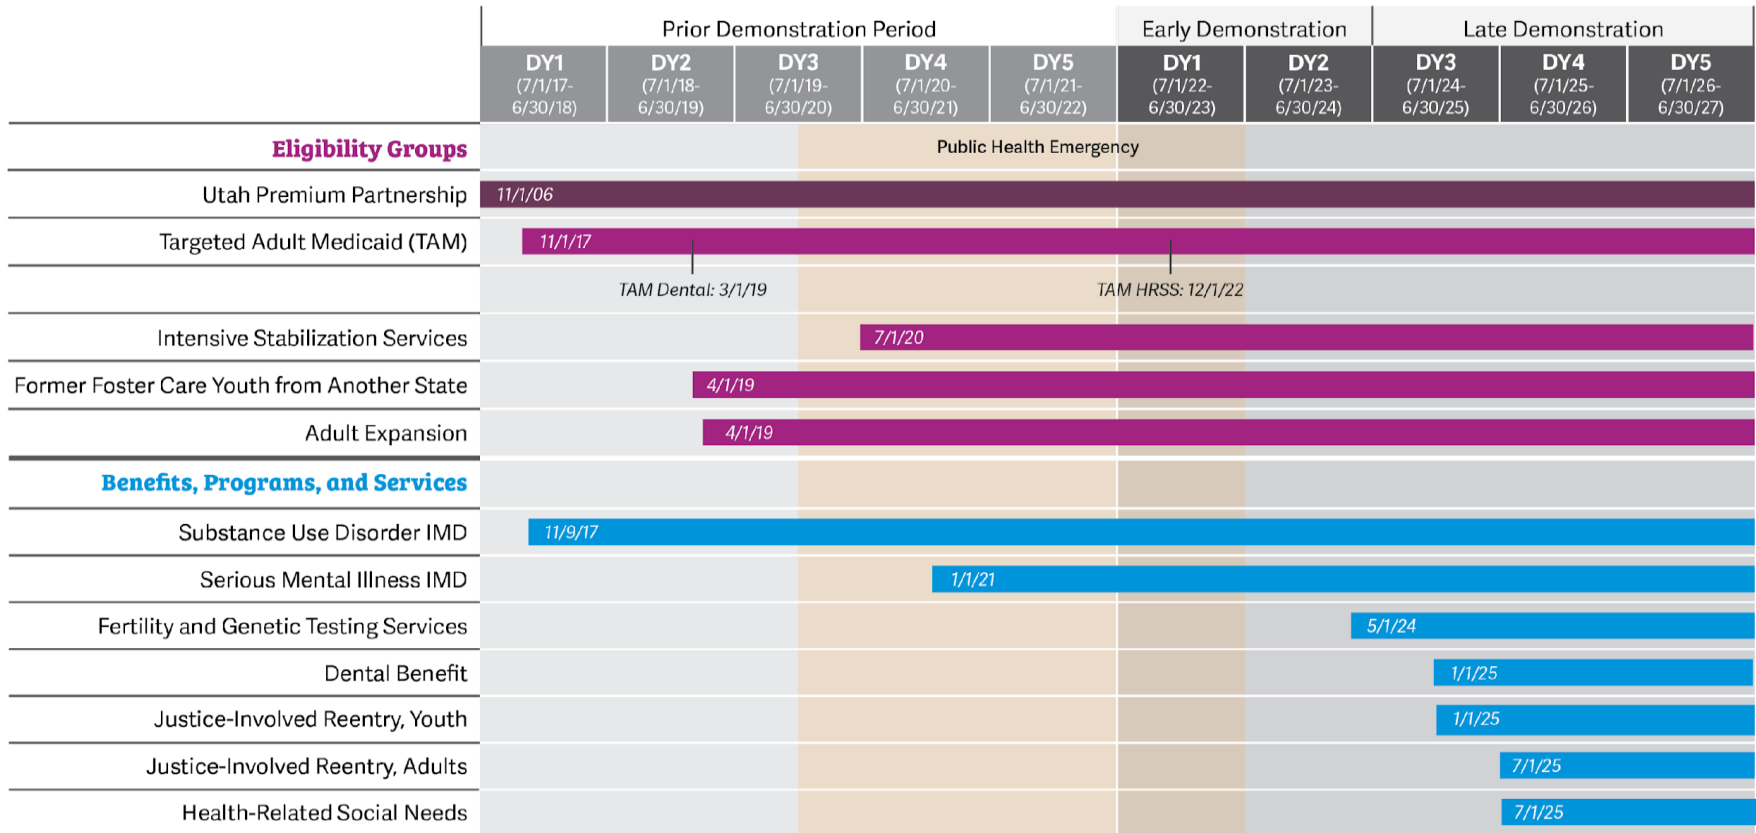 Prior Demonstration Period Early Demonstration Late Demonstration
DY1 DY2 DY3 DY4 DY5 DY1 DY2 DY3 DY4 DY5
(7/1/17- (7/1/18- (7/1/19- (7/1/20- (7/1/21- (7/1/22- (7/1/23- (7/1/24- (7/1/25- (7/1/26-
6/30/18) 6/30/19) 6/30/20) 6/30/21) 6/30/22) 6/30/23) 6/30/24) 6/30/25) 6/30/26) 6/30/27)
Eligibility Groups Public Health Emergency
Utah Premium Partnership 11/1/06
Targeted Adult Medicaid (TAM) 11/1/17
TAM Dental: 3/1/19 TAM HRSS: 12/1/22
Intensive Stabilization Services 7/1/20
Former Foster Care Youth from Another State 4/1/19
Adult Expansion 4/1/19
Benefits, Programs, and Services
Substance Use Disorder IMD 11/9/17
Serious Mental Illness IMD 1/1/21
Fertility and Genetic Testing Services 5/1/24
Dental Benefit 1/1/25
Justice-Involved Reentry, Youth 1/1/25
Justice-Involved Reentry, Adults 7/1/25
Health-Related Social Needs 7/1/25